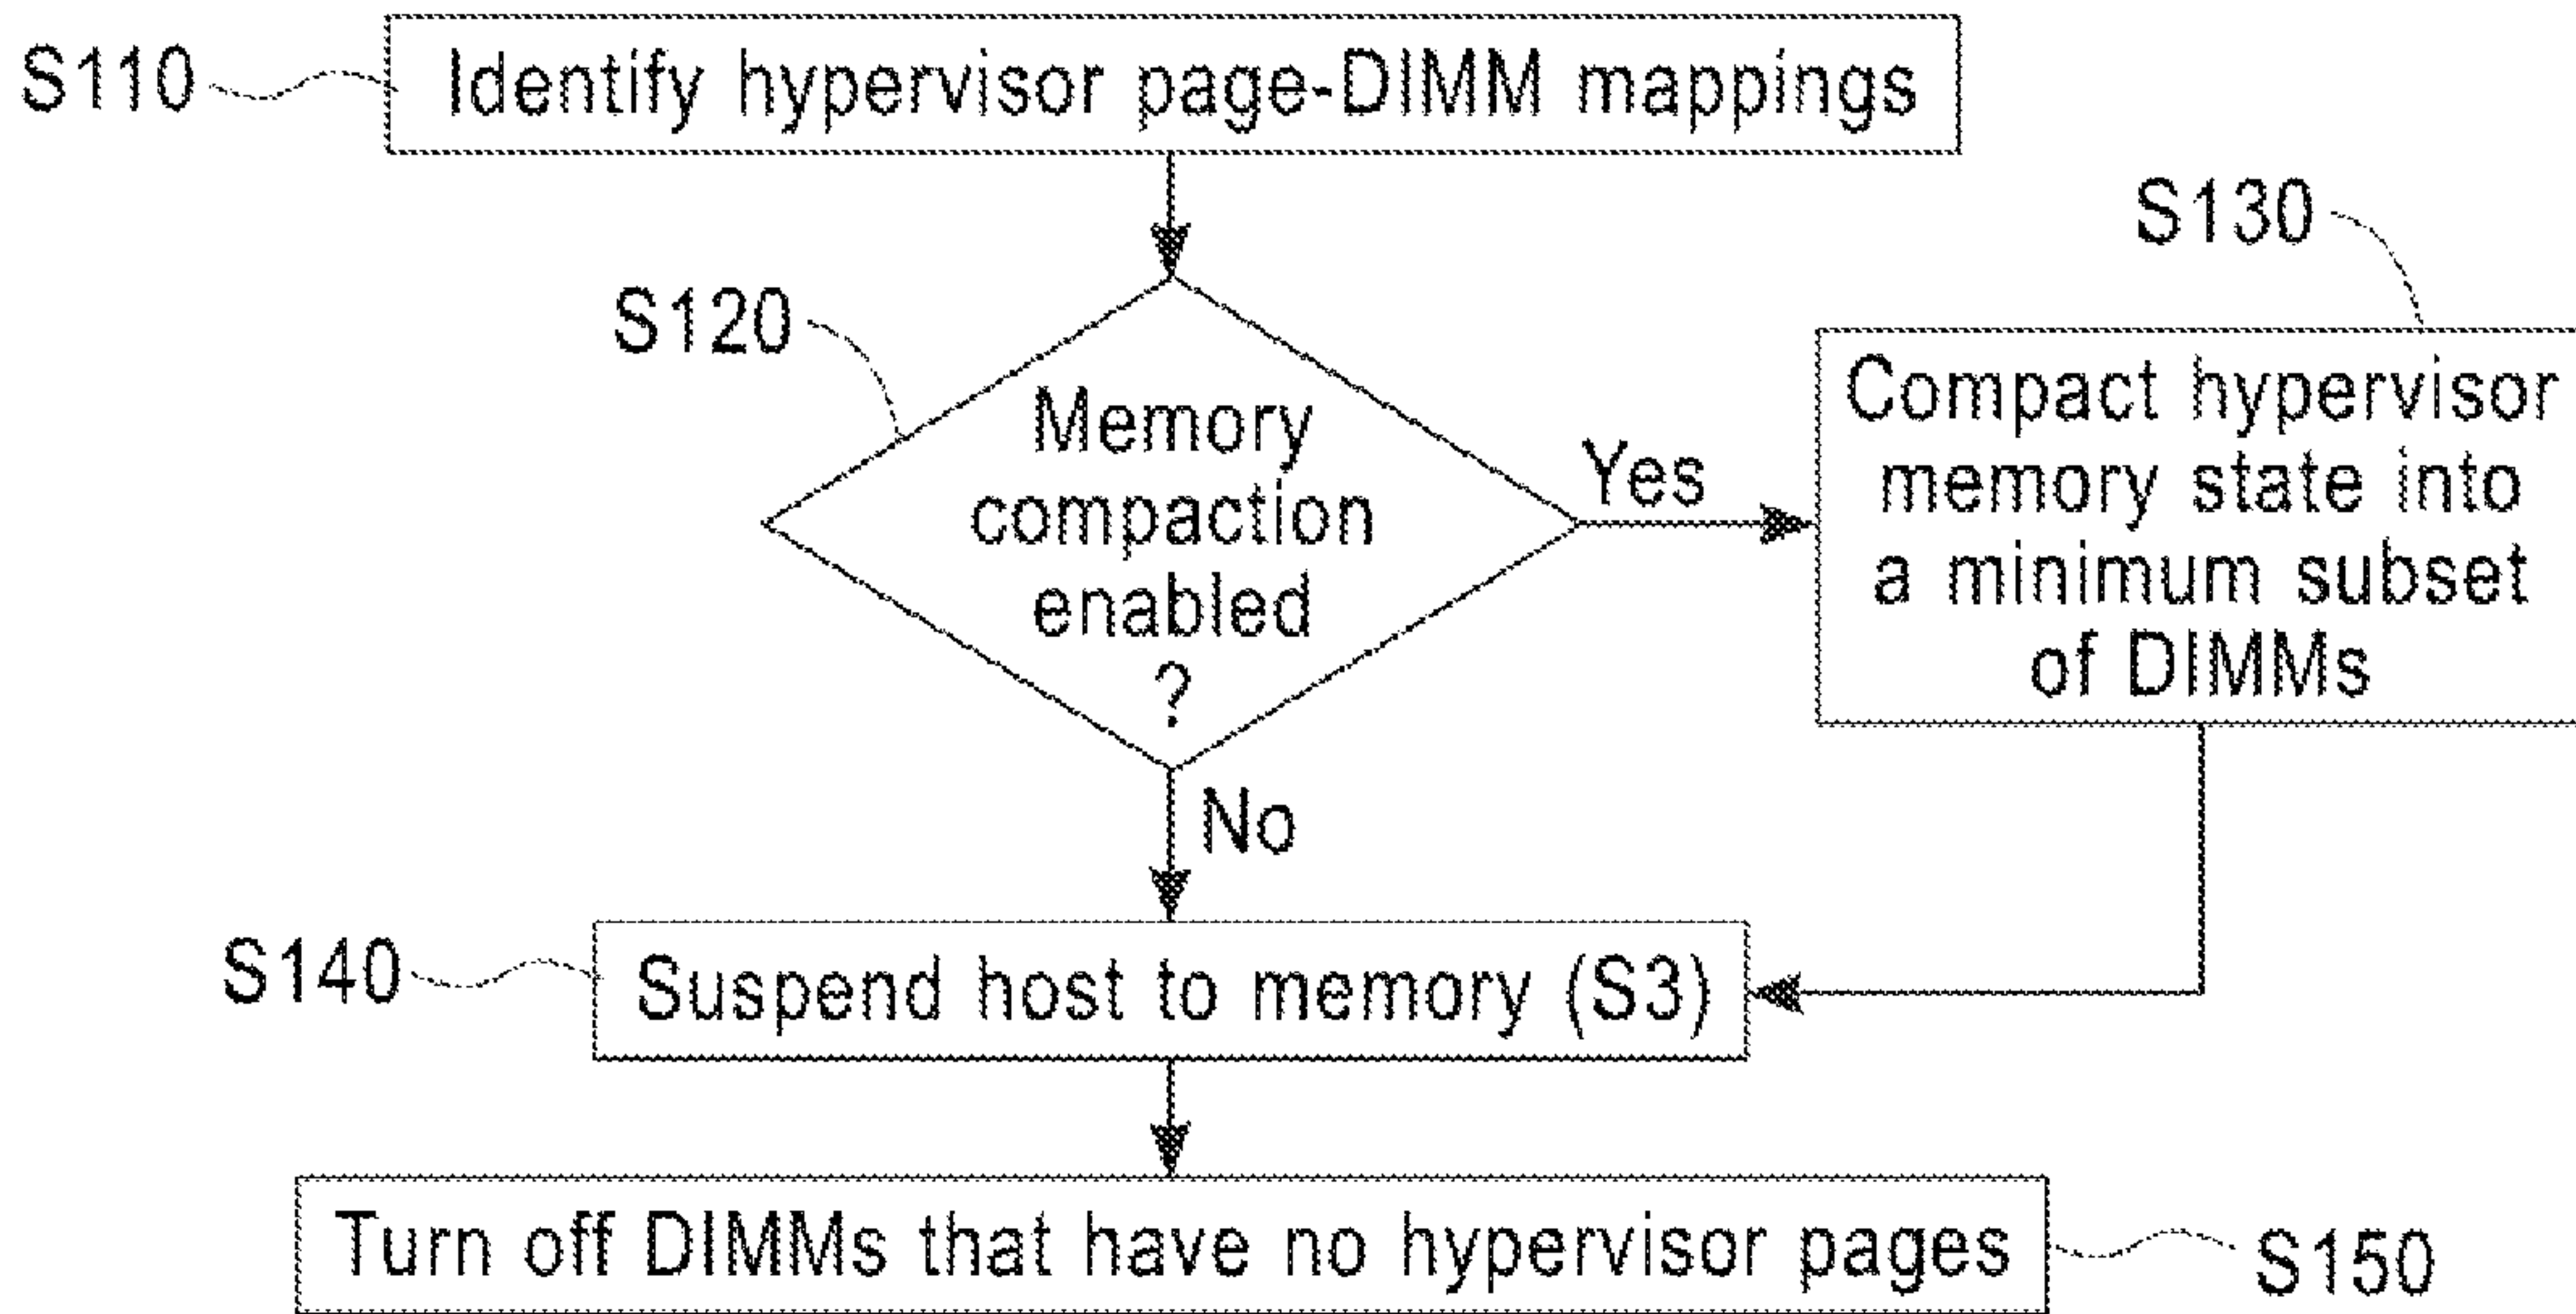 S110
Identify hypervisor page-DIMM mappings
S120
Memory
compaction
enabled
?
Yes
S130
Compact hypervisor
memory state into
a minimum subset
of DIMMs
No
S140
Suspend host to memory (S3)
Turn off DIMMs that have no hypervisor pages
S150